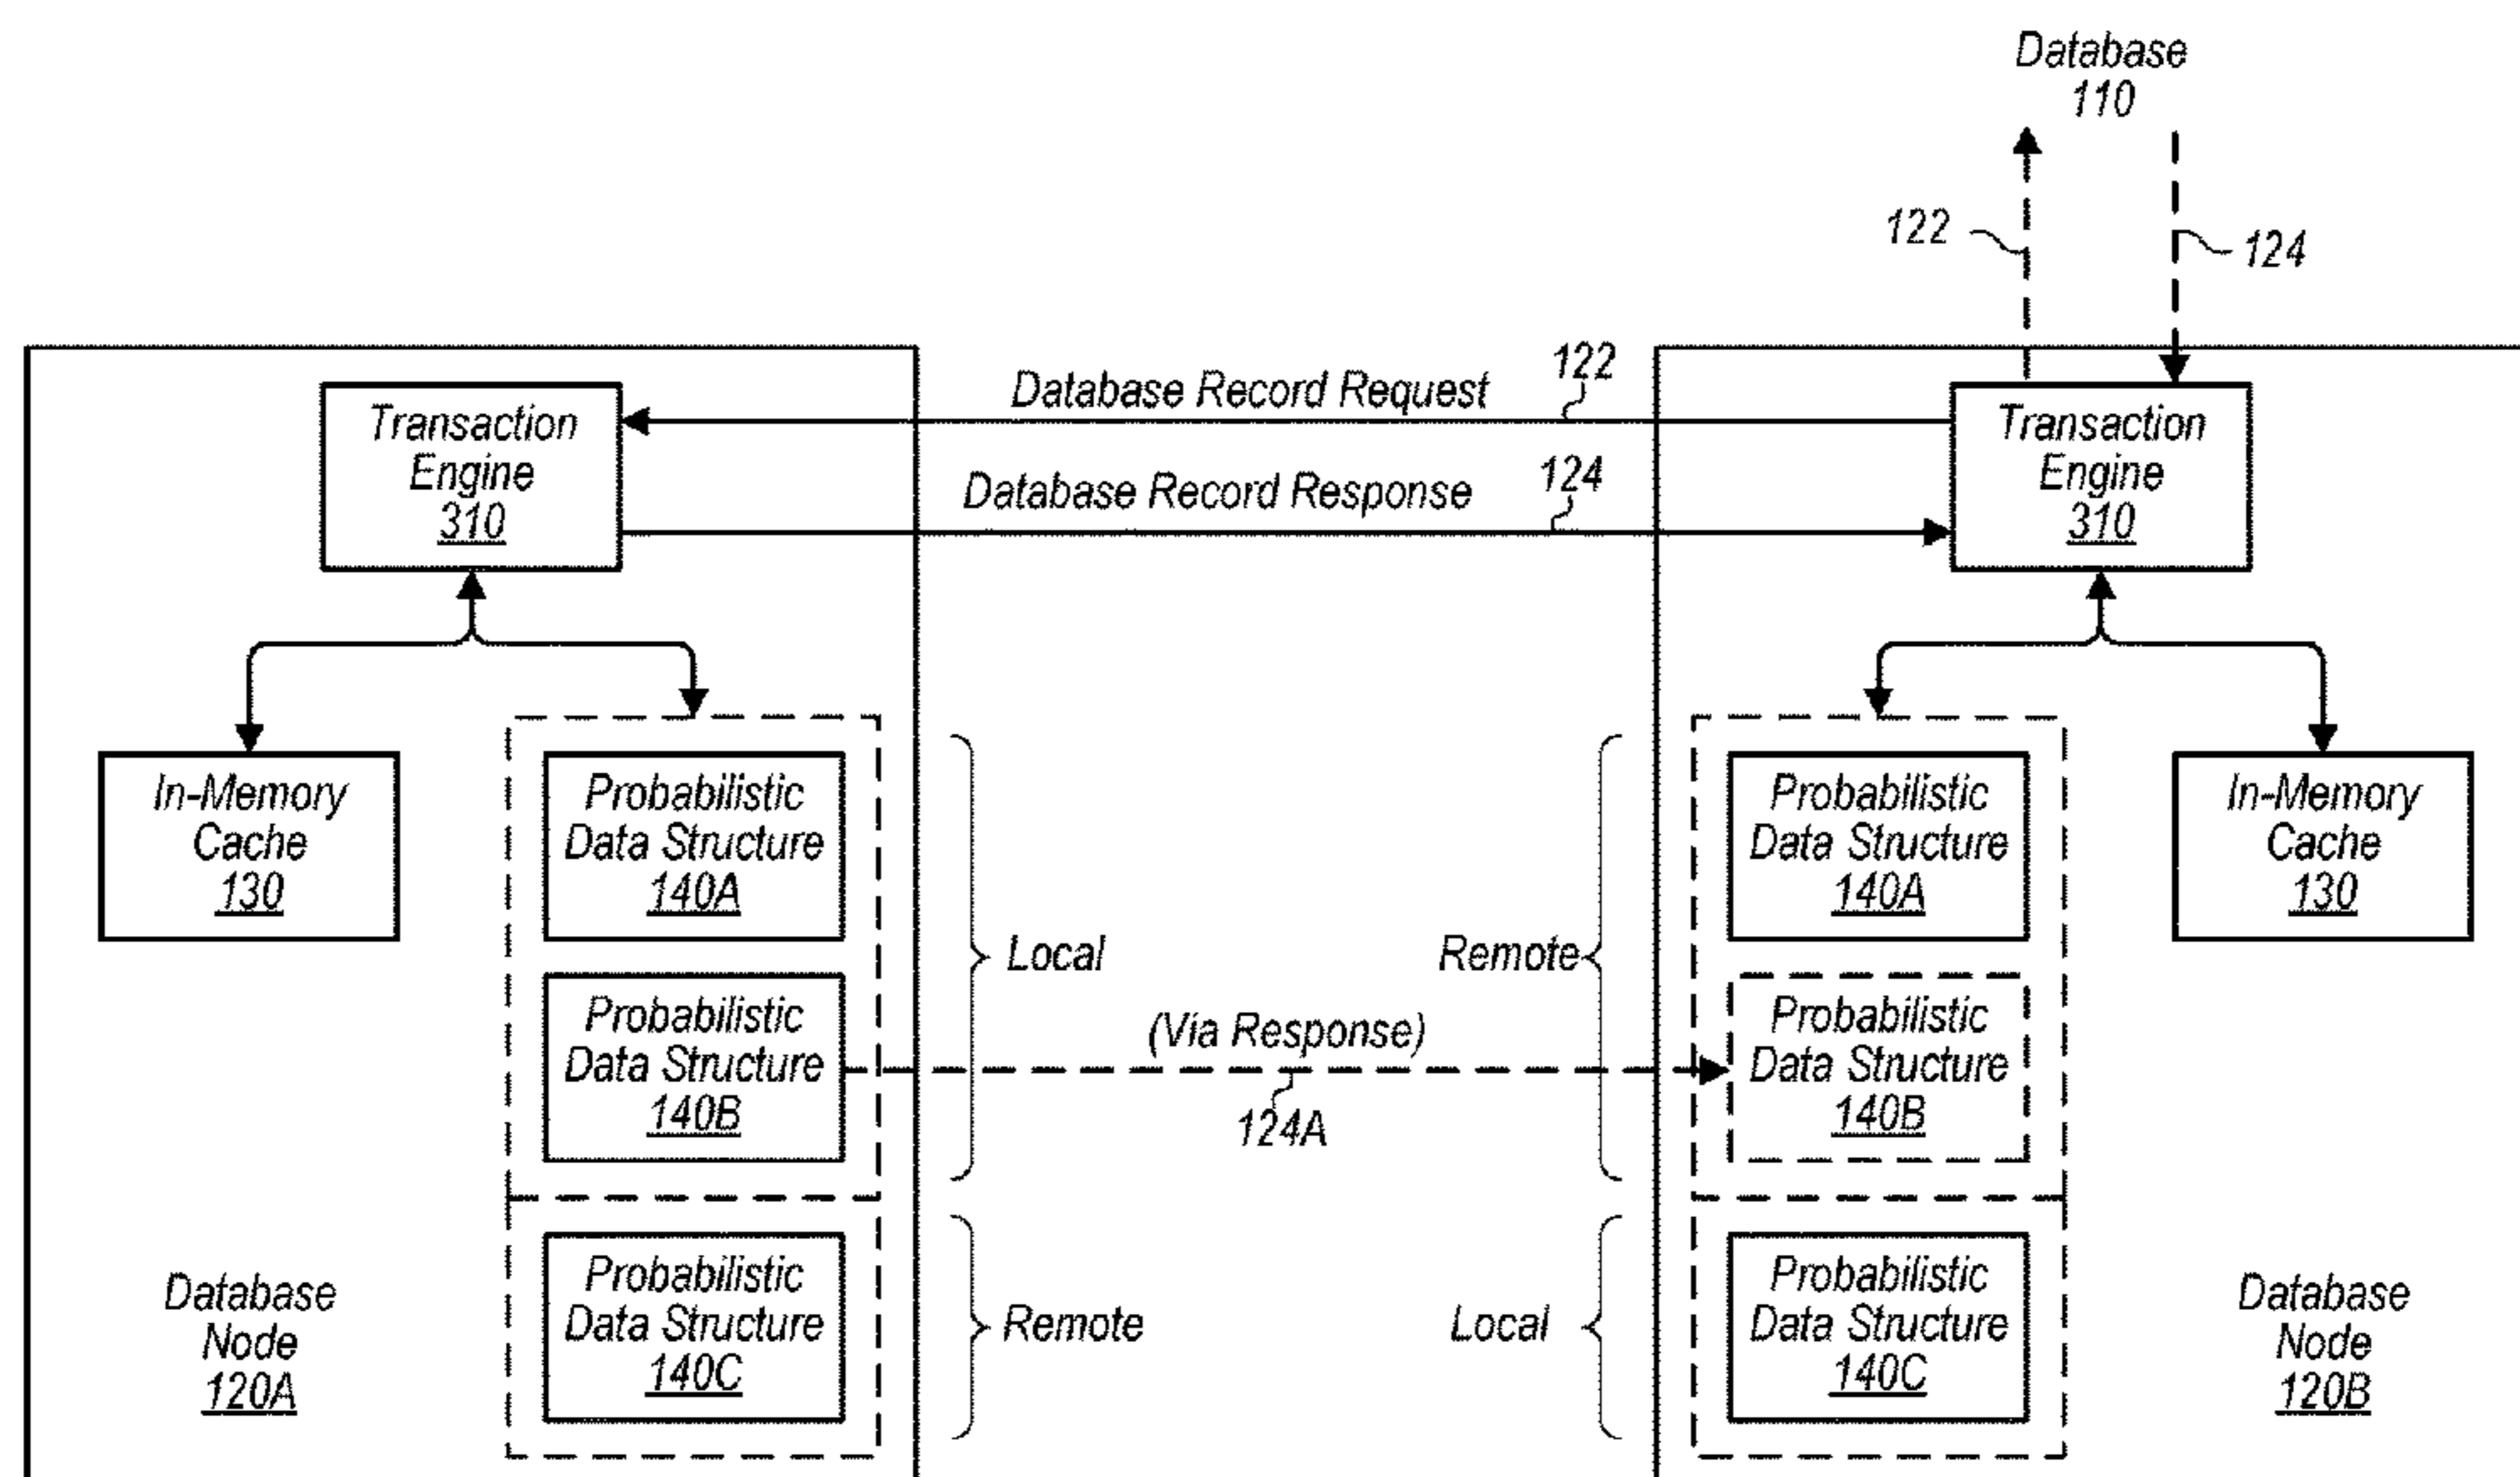 Database
110
122
124
Database Record Request
122
Transaction
Engine
310
Transaction
Engine
310
Database Record Response
124
In-Memory
Cache
130
Probabilistic
Data Structure
140A
Probabilistic
Data Structure
140A
In-Memory
Cache
130
Local
Remote
Probabilistic
Data Structure
140B
(Via Response)
124A
Probabilistic
Data Structure
140B
Database
Node
120A
Probabilistic
Data Structure
140C
Remote
Local
Probabilistic
Data Structure
140C
Database
Node
120B